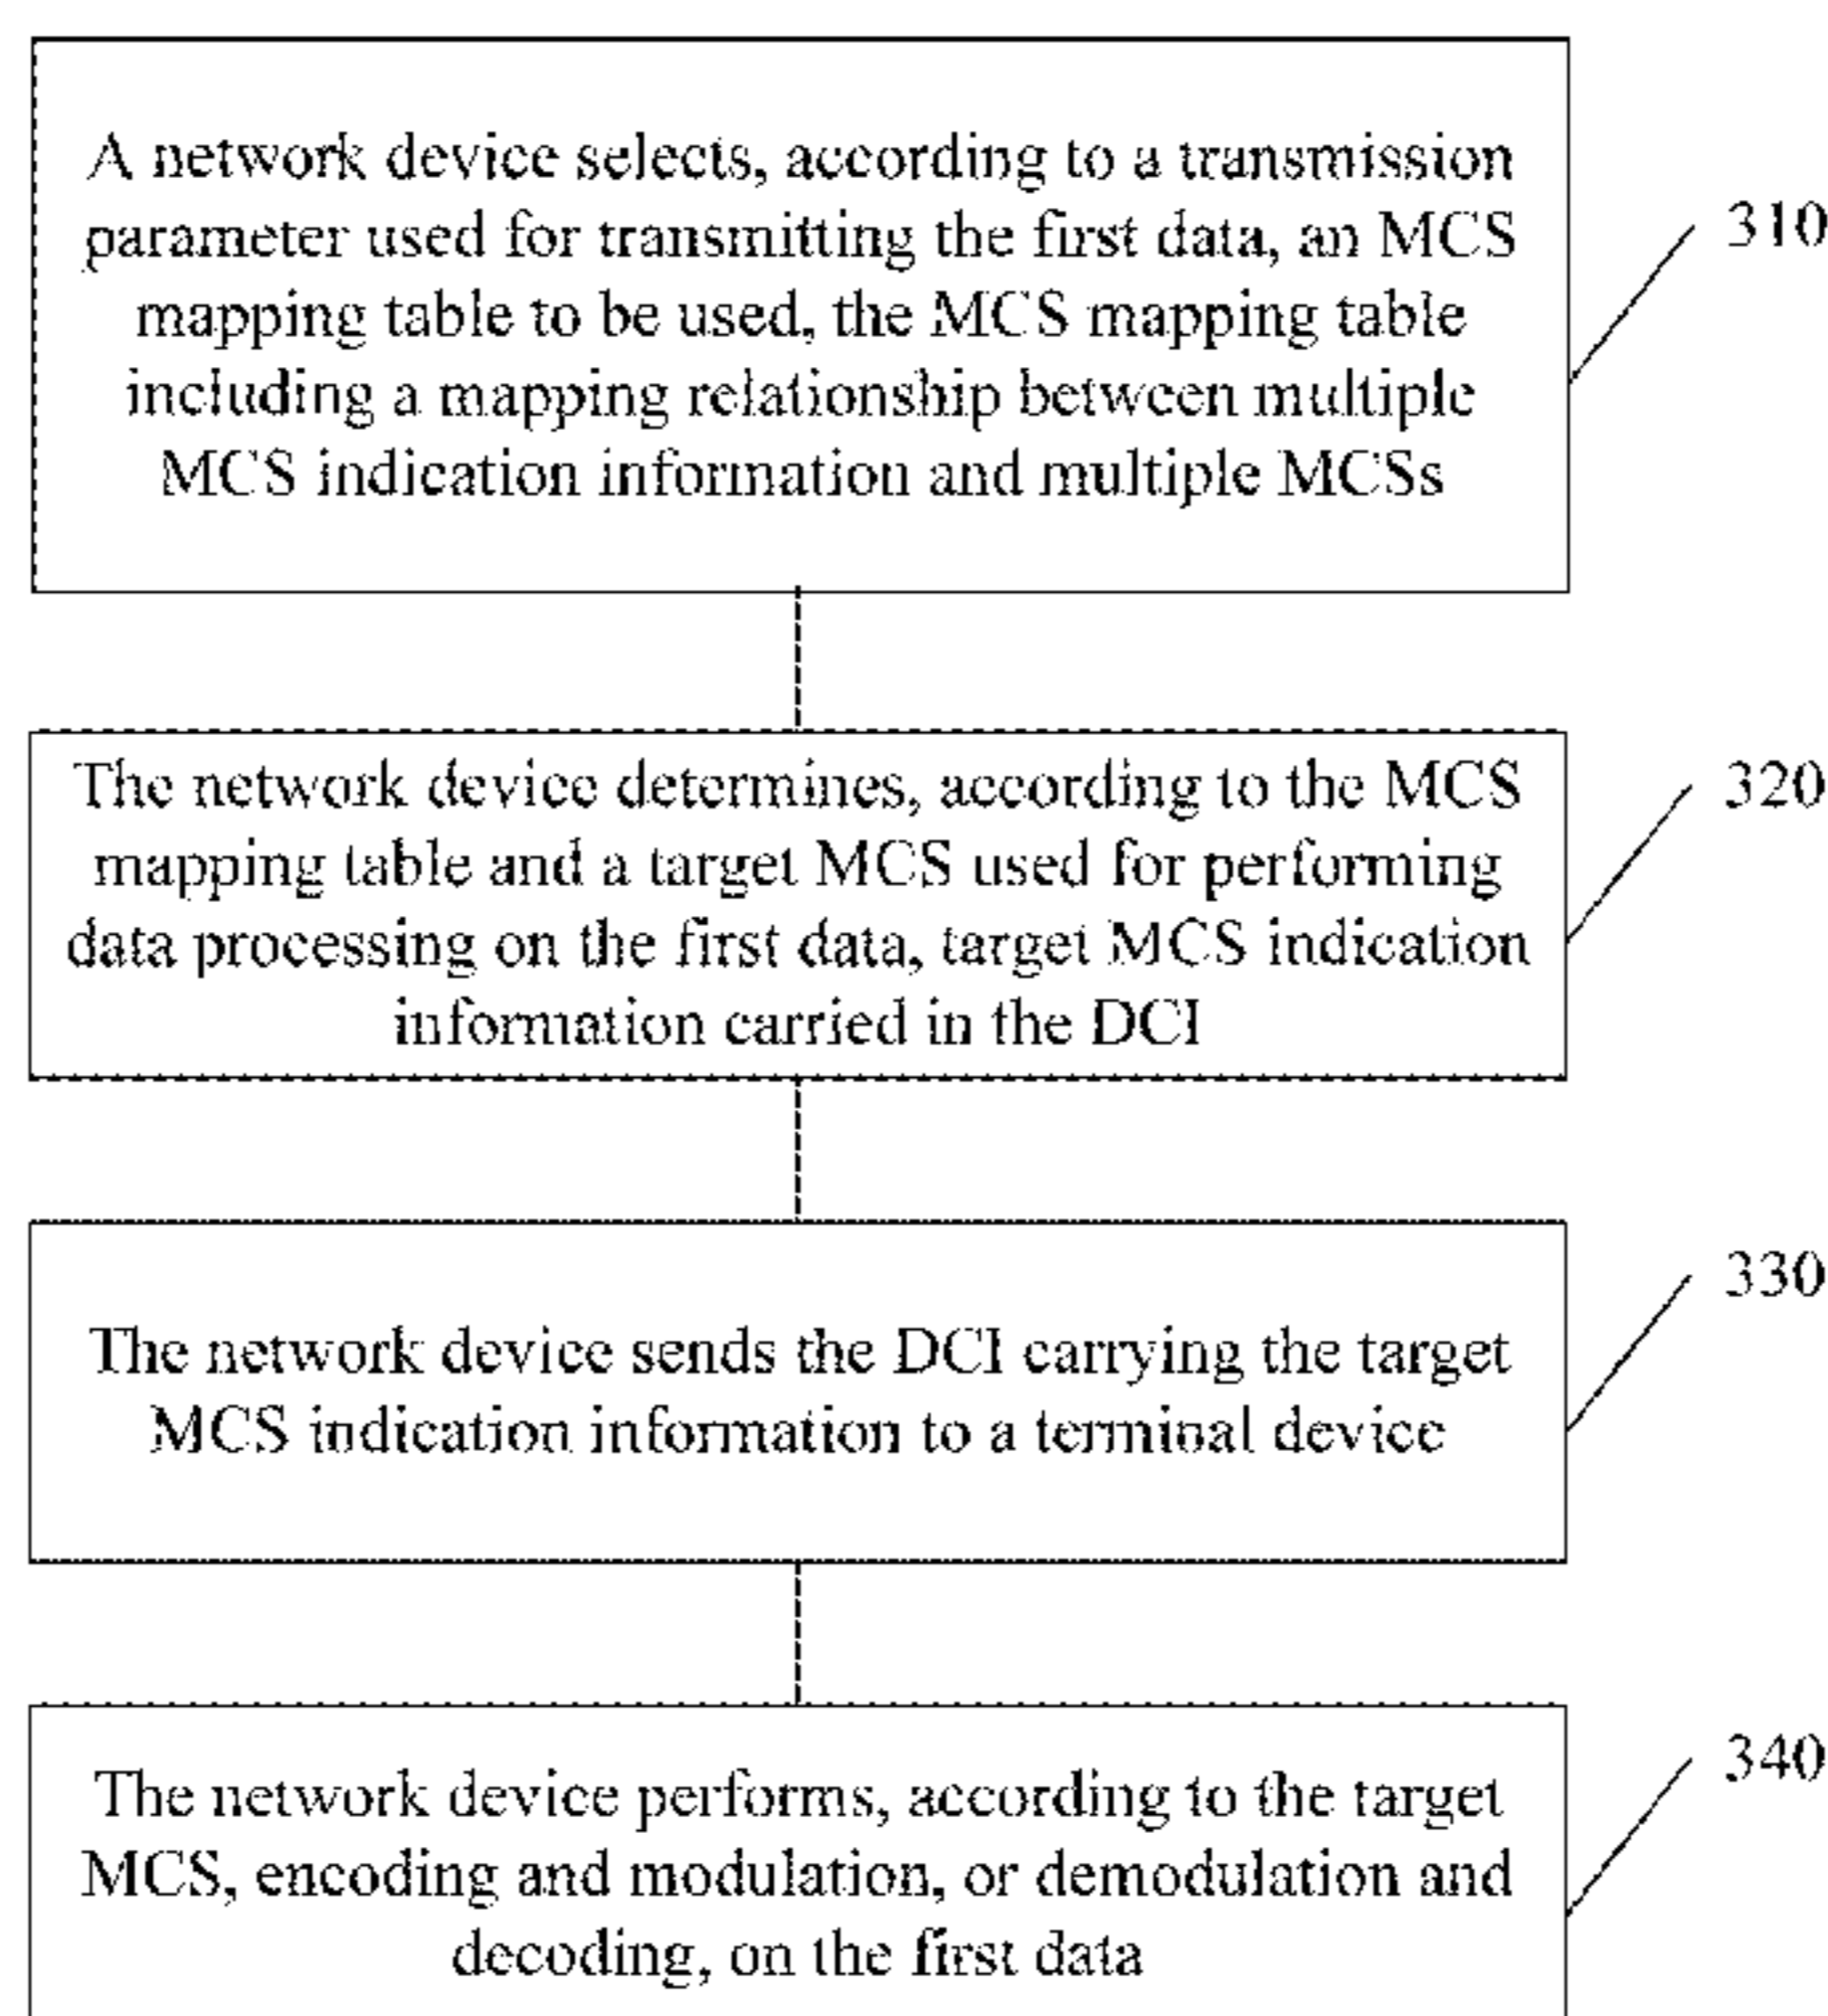 A network device selects, according to a transmission
parameter used for transmitting the first data, an MCS
mapping table to be used, the MCS mapping table
including a mapping relationship between multiple
MCS indication information and multiple MCSs
310
The network device determines, according to the MCS
mapping table and a target MCS used for performing
data processing on the first data, target MCS indication
information carried in the DCI
320
The network device sends the DCI carrying the target
MCS indication information to a terminal device
330
The network device performs, according to the target
MCS, encoding and modulation, or demodulation and
decoding, on the first data
340